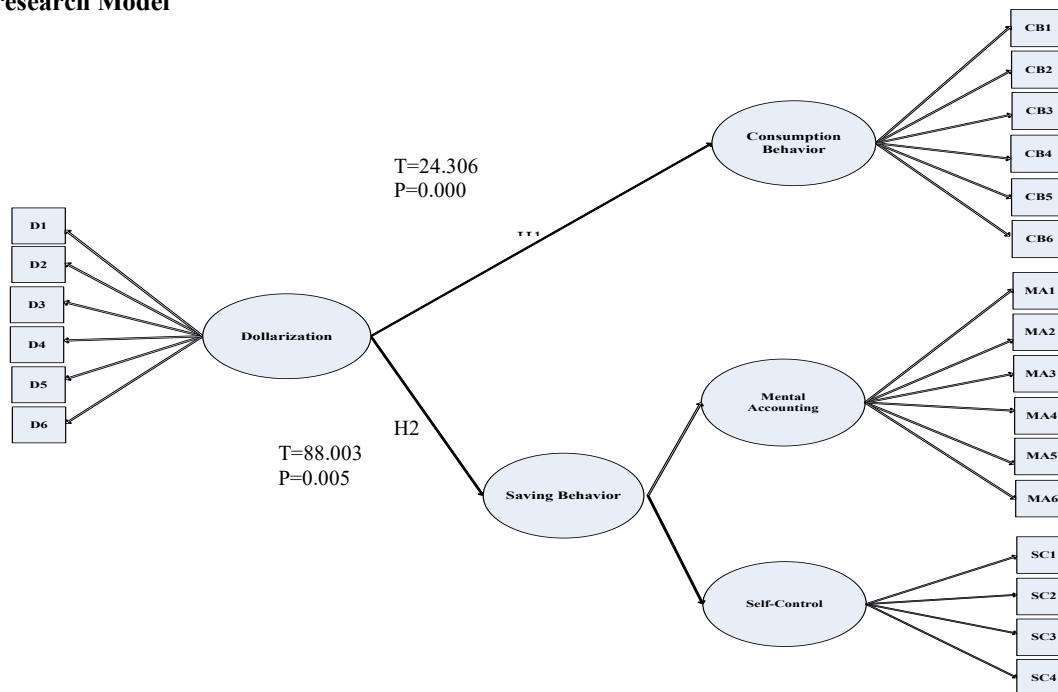 research Model
CB1
CB2
CB3
CB4
CB5
CB6
Consumption
Behavior
T=24.306
P=0.000
D1
D2
D3
D4
D5
D6
Dollarization
H2
T=88.003
P=0.005
Saving Behavior
Mental
Accounting
MA1
MA2
MA3
MA4
MA5
MA6
Self-Control
SC1
SC2
SC3
SC4